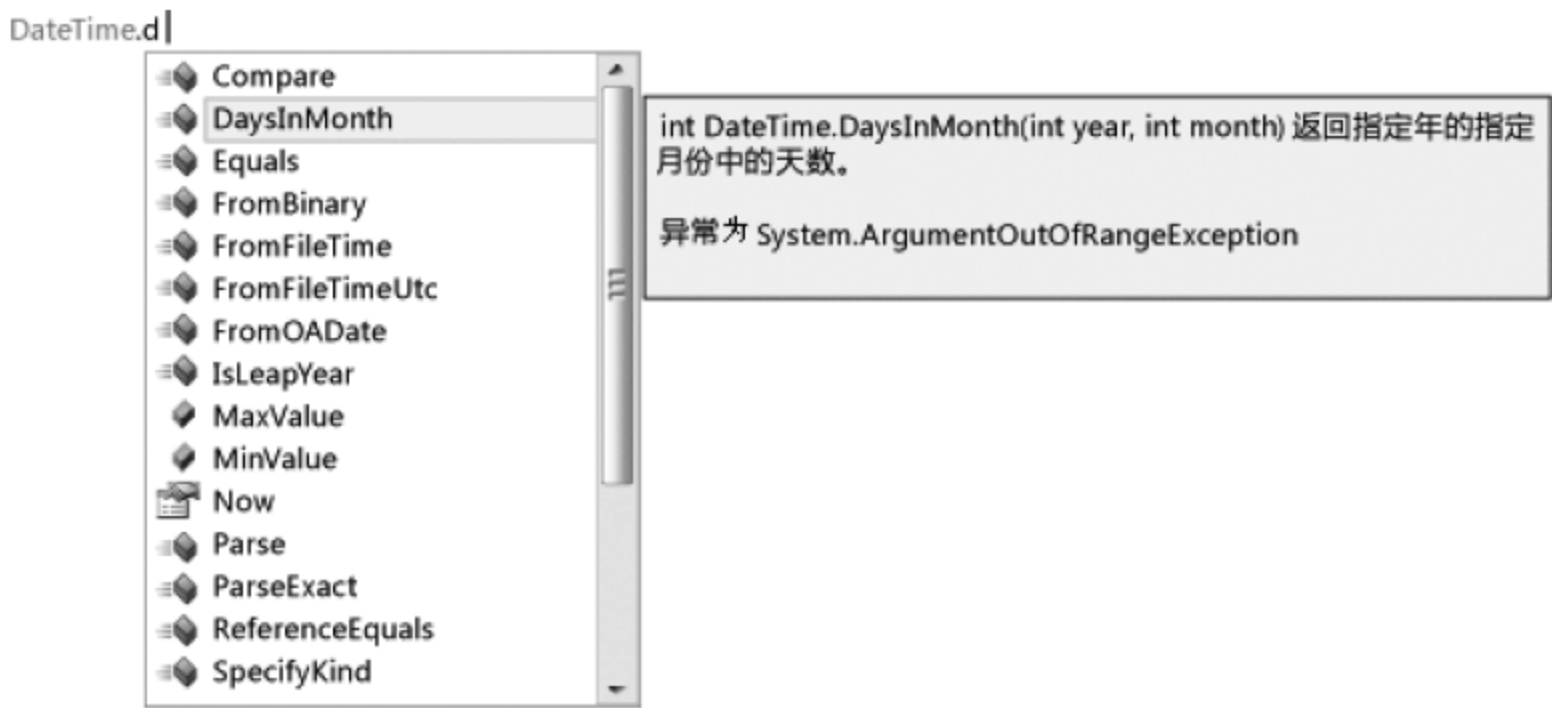 DateTime.d
Compare
DaysInMonth
Equals
FromBinary
FromFileTime
FromFileTimeUtc
FromOADate
IsLeapYear
MaxValue
MinValue
Now
Parse
ParseExact
ReferenceEquals
SpecifyKind
int DateTime.DaysInMonth(int year, int month) 返回指定年的指定
月份中的天数。
异常为 System.ArgumentOutOfRangeException